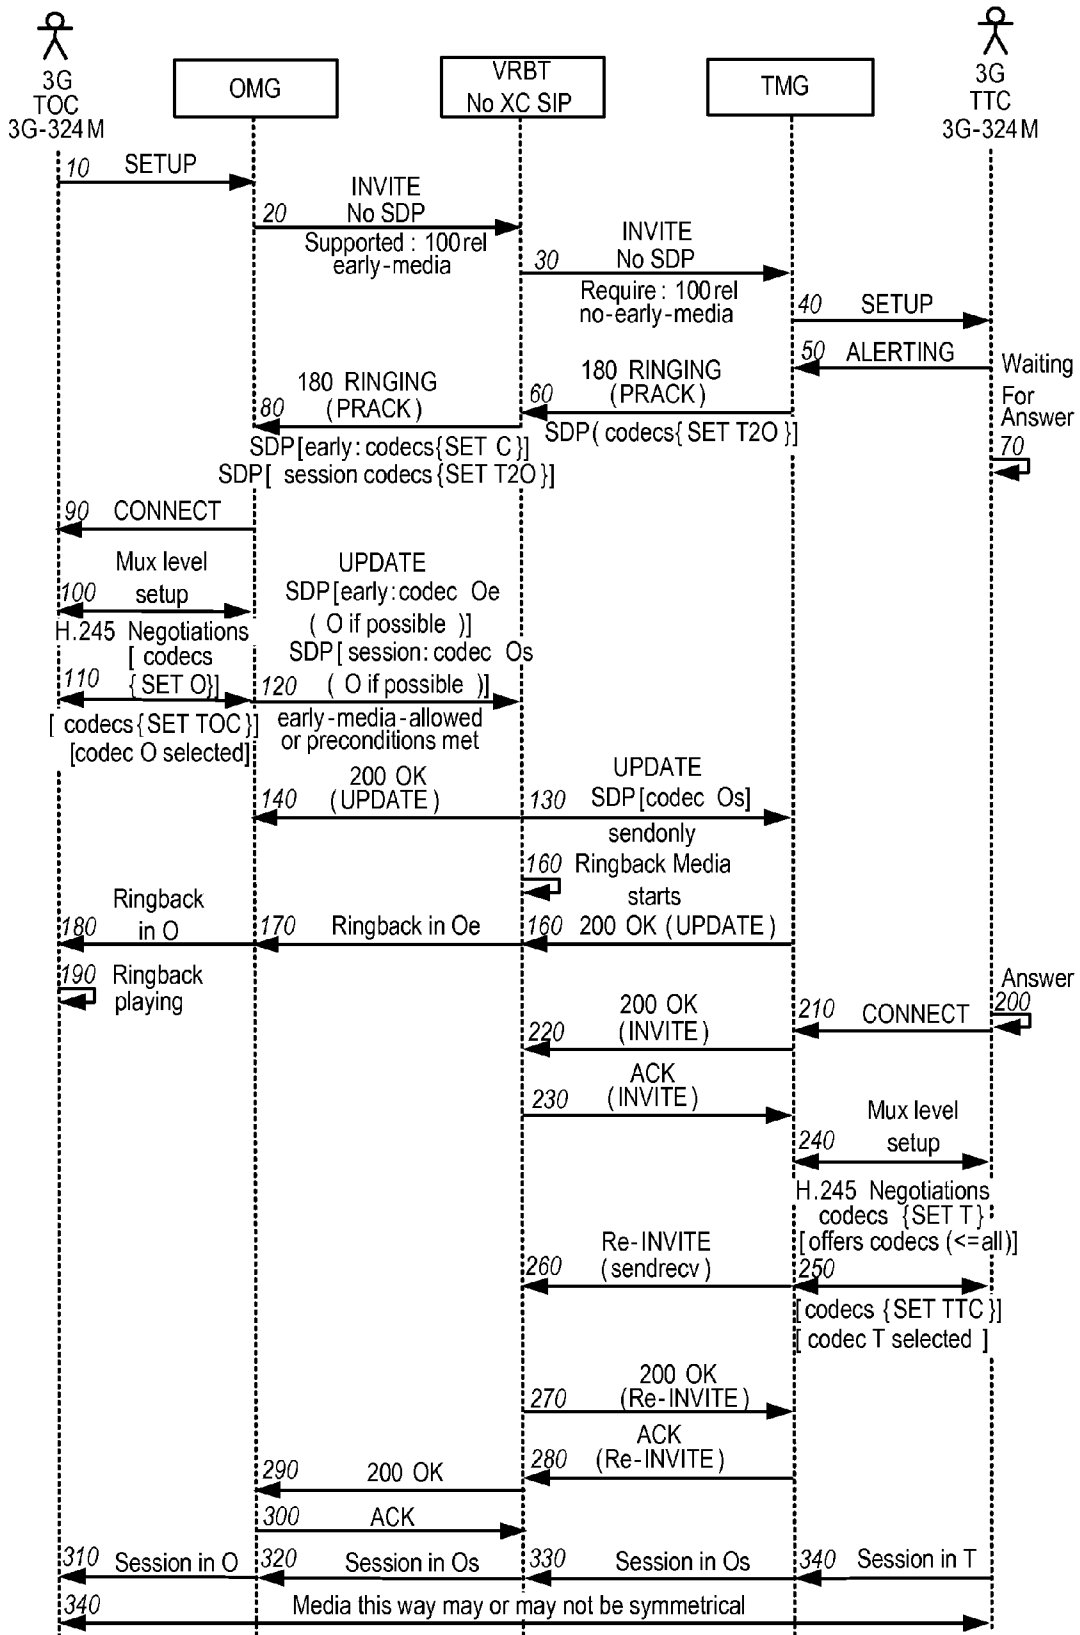 3G
TOC
3G-324M
OMG
VRBT
No XC SIP
TMG
3G
TTC
3G-324M
10 SETUP
INVITE
20 No SDP
Supported : 100rel
early-media
INVITE
30 No SDP
Require : 100rel
no-early-media
40 SETUP
50 ALERTING
Waiting
For
Answer
70
180 RINGING
60 (PRACK)
SDP( codecs{ SET T2O }]
180 RINGING
80 (PRACK)
SDP[early: codecs{SET C}]
SDP[ session codecs{SET T2O}]
90 CONNECT
Mux level
100 setup
H.245 Negotiations
[ codecs
110 {SET O}]
[ codecs{SET TOC}]
[codec O selected]
UPDATE
SDP[early:codec Oe
( O if possible )]
SDP[ session: codec Os
120 ( O if possible )]
early-media-allowed
or preconditions met
200 OK
140 (UPDATE )
UPDATE
130 SDP[codec Os]
sendonly
160 Ringback Media
starts
160 200 OK (UPDATE )
170 Ringback in Oe
Ringback
180 in O
190 Ringback
playing
Answer
200
210 CONNECT
200 OK
220 (INVITE )
ACK
230 (INVITE )
Mux level
240 setup
H.245 Negotiations
codecs {SET T}
[offers codecs (<=all)]
250
[codecs {SET TTC}]
[ codec T selected ]
Re-INVITE
260 (sendrecv )
200 OK
270 (Re-INVITE )
ACK
280 (Re-INVITE )
290 200 OK
300 ACK
310 Session in O
320 Session in Os
330 Session in Os
340 Session in T
340 Media this way may or may not be symmetrical